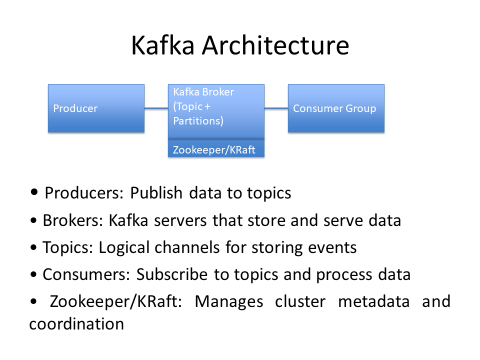 Kafka Architecture
Producer
Kafka Broker
(Topic +
Partitions)
Zookeeper/KRaft
Consumer Group
• Producers: Publish data to topics
• Brokers: Kafka servers that store and serve data
• Topics: Logical channels for storing events
• Consumers: Subscribe to topics and process data
• Zookeeper/KRaft: Manages cluster metadata and
coordination